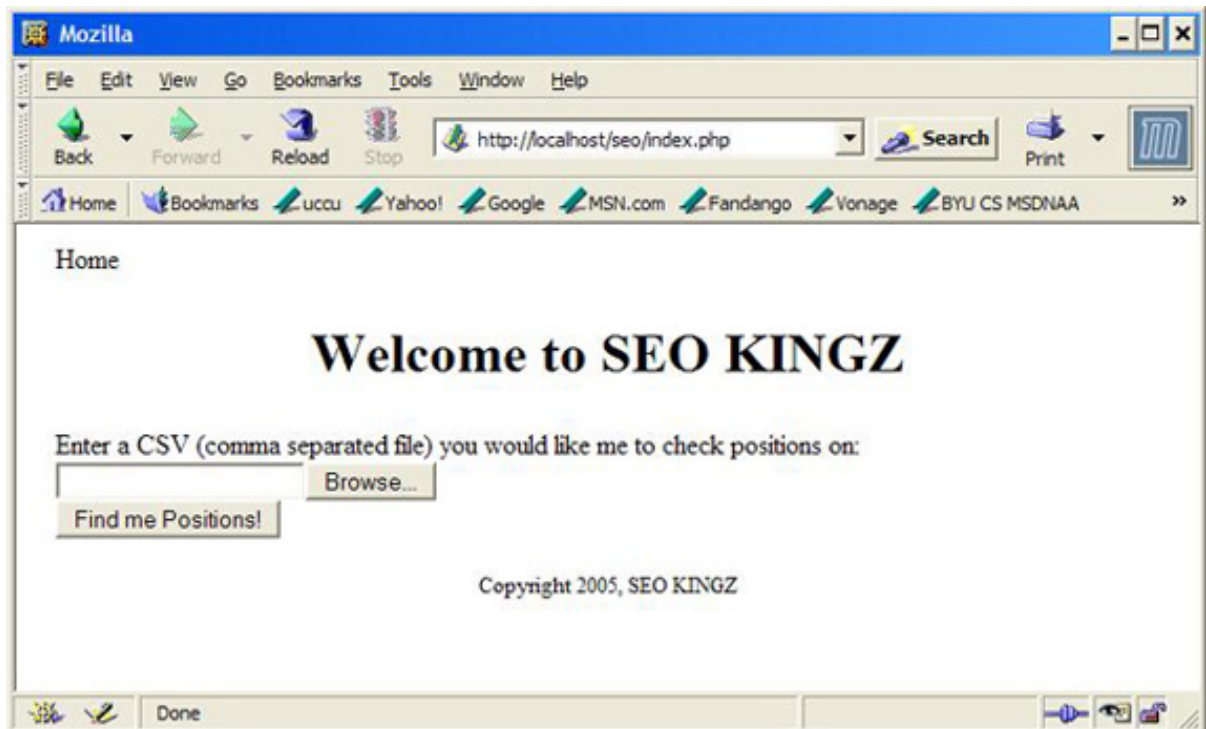 Mozilla
File Edit View Go Bookmarks Tools Window Help
Back Forward Reload Stop http://localhost/seo/index.php Search Print
Home Bookmarks uccu Yahoo! Google MSN.com Fandango Vonage BYU CS MSDNAA »
Home
Welcome to SEO KINGZ
Enter a CSV (comma separated file) you would like me to check positions on:
Browse...
Find me Positions!
Copyright 2005, SEO KINGZ
Done